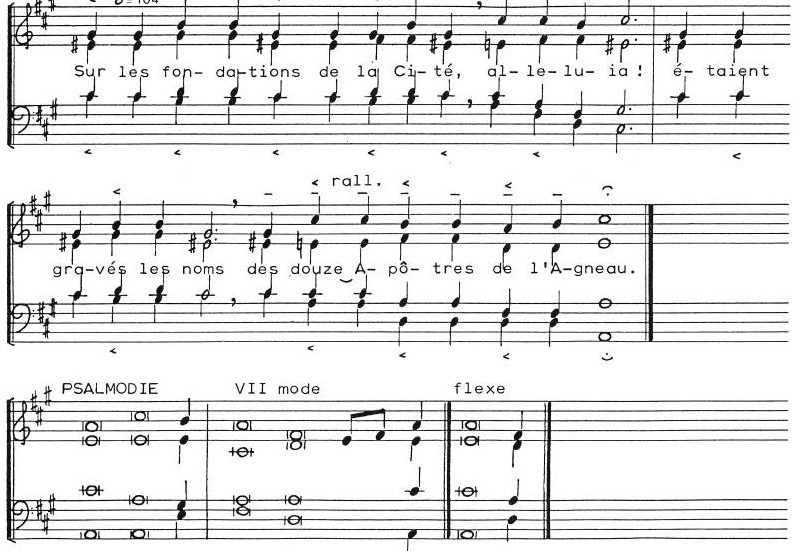 =104
Sur les fon- da-tions de la Ci-té, al-le-lu- ia! é- taient
rall.
gra-vés les noms des douze A- pô- tres de l'A-gneau.
PSALMODIE VII mode flexe